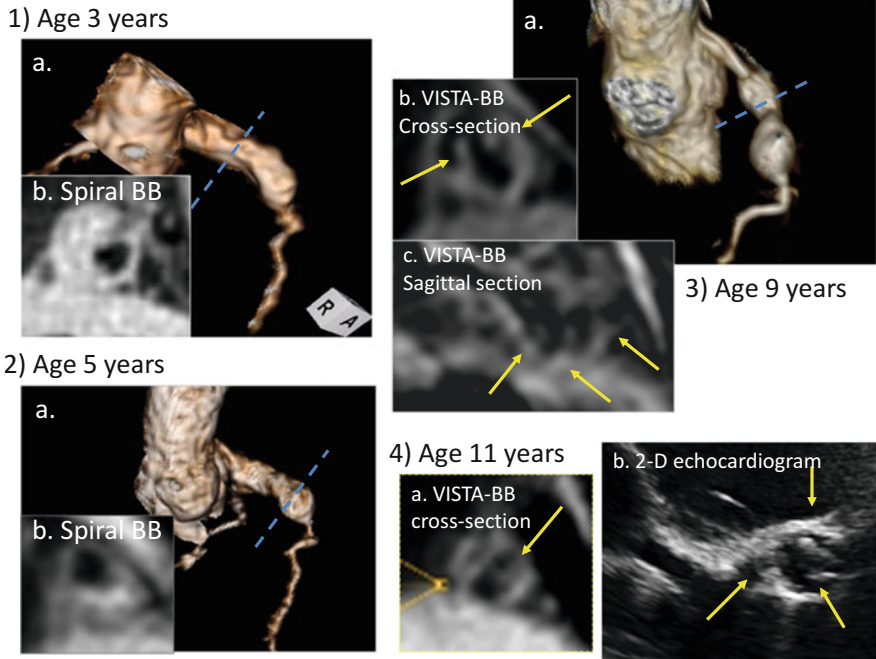 1) Age 3 years
a.
b. Spiral BB
R A
2) Age 5 years
a.
b. Spiral BB
a.
b. VISTA-BB
Cross-section
c. VISTA-BB
Sagittal section
3) Age 9 years
4) Age 11 years
a. VISTA-BB
cross-section
b. 2-D echocardiogram